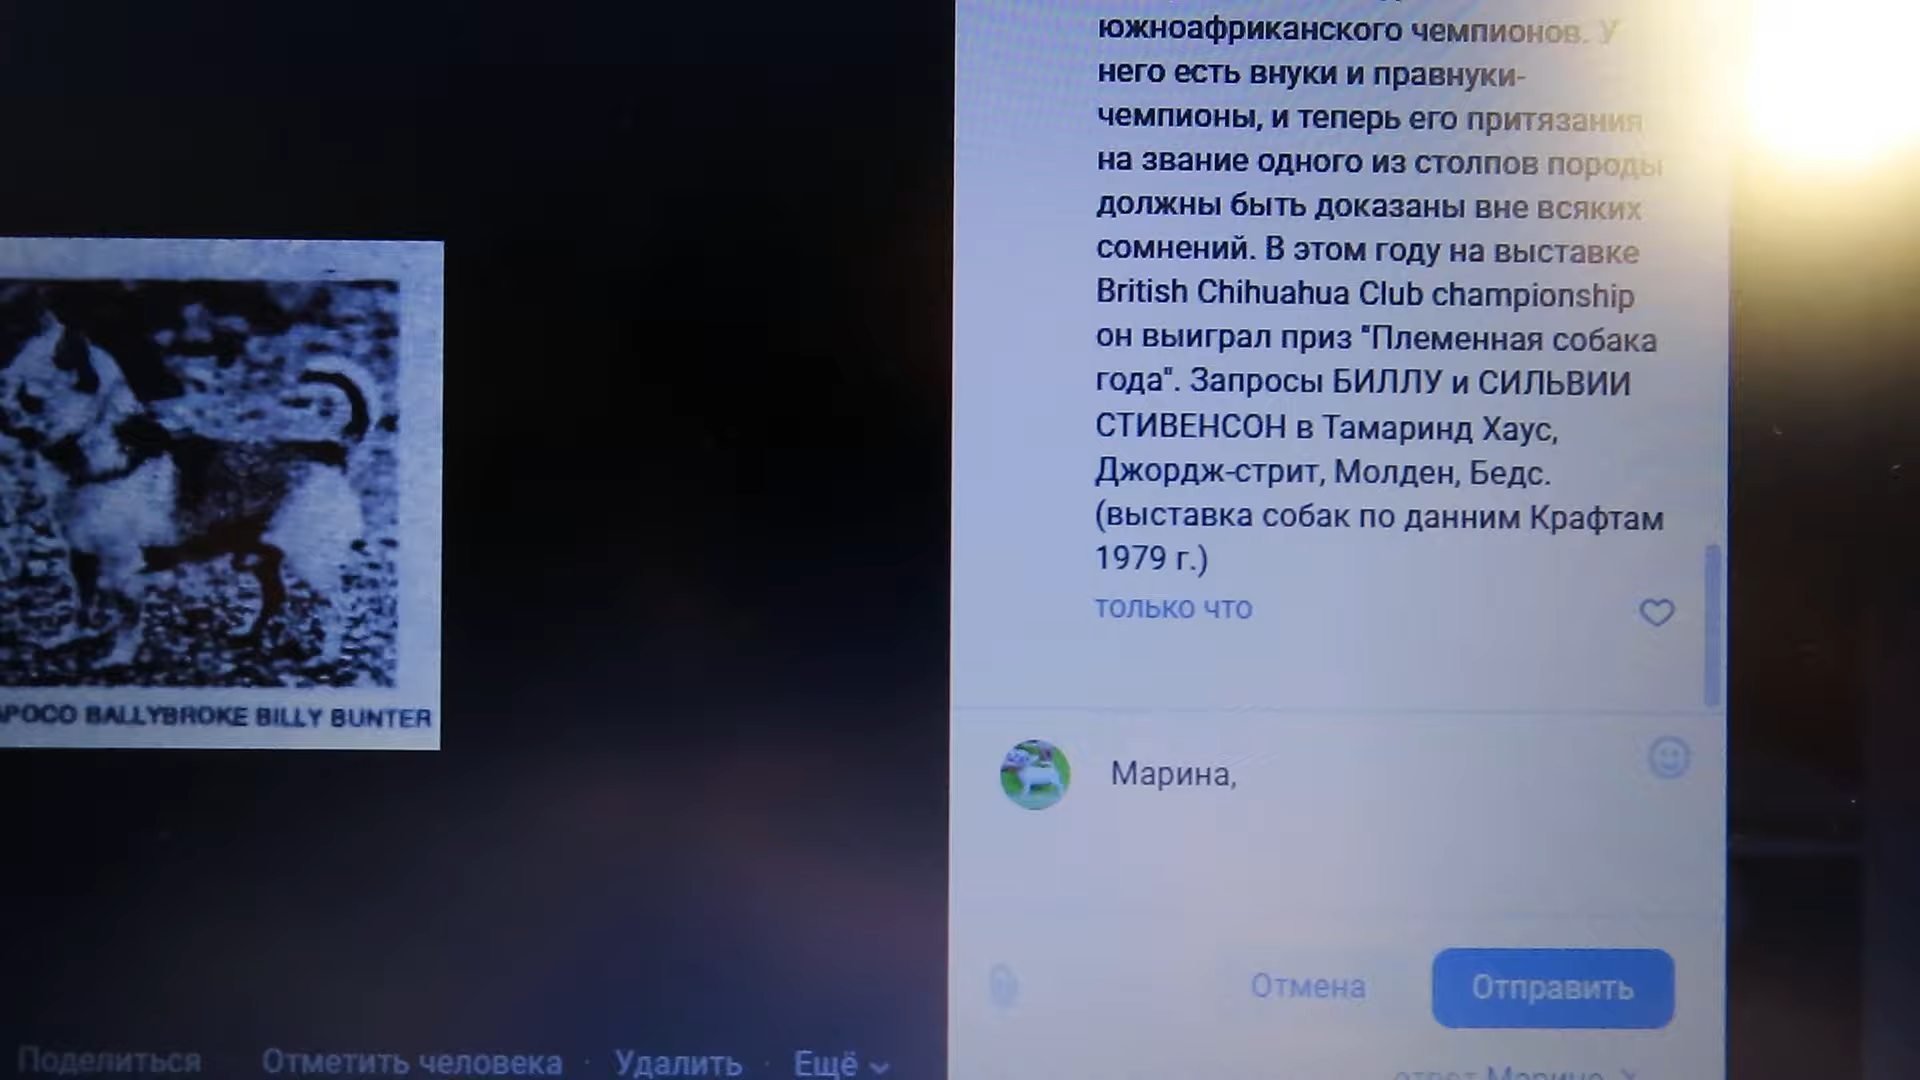 южноафриканского чемпионов. У
него есть внуки и правнуки-
чемпионы, и теперь его притязания
на звание одного из столпов породы
должны быть доказаны вне всяких
сомнений. В этом году на выставке
British Chihuahua Club championship
он выиграл приз "Племенная собака
года". Запросы БИЛЛУ и СИЛЬВИИ
СТИВЕНСОН в Тамаринд Хаус,
Джордж-стрит, Молден, Бедс.
(выставка собак по данним Крафтам
1979 г.)
только что
POCO BALLYBROKE BILLY BUNTER
Марина,
Отмена
Отправить
Поделиться
Отметить человека · Удалить · Ещё
ответ Марине